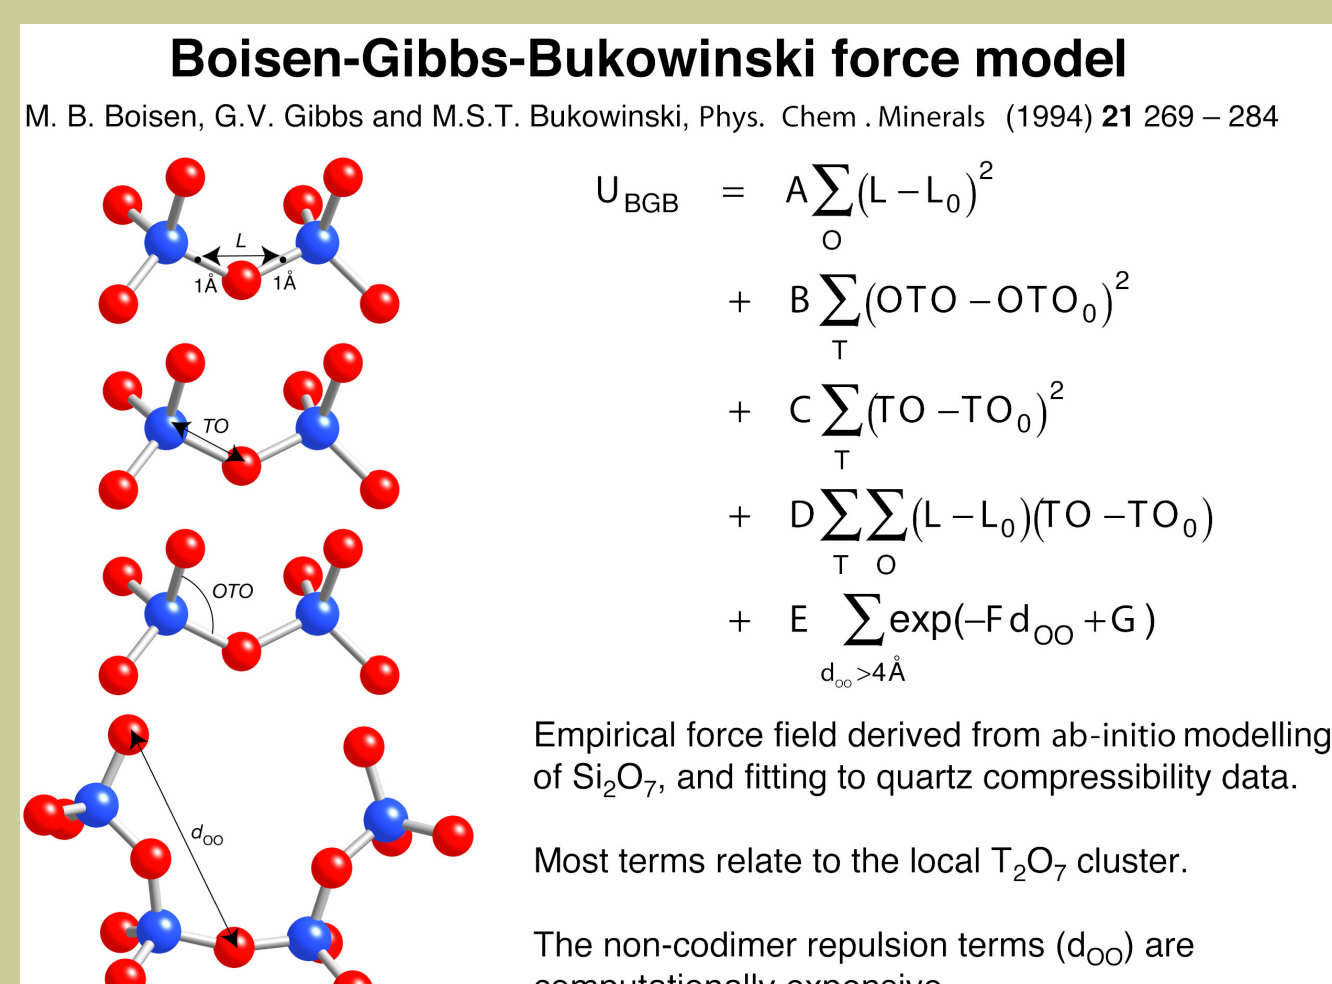 Boisen-Gibbs-Bukowinski force model
M. B. Boisen, G.V. Gibbs and M.S.T. Bukowinski, Phys. Chem . Minerals (1994) 21 269 – 284
L
1Å 1Å
TO
OTO
dOO
U BGB = A∑(L – L0)²
O
+ B∑(OTO – OTO0)²
T
+ C∑(TO – TO0)²
T
+ D∑∑(L – L0)(TO – TO0)
T O
+ E ∑exp(–F dOO + G )
dOO >4Å
Empirical force field derived from ab-initio modelling
of Si2O7, and fitting to quartz compressibility data.
Most terms relate to the local T2O7 cluster.
The non-codimer repulsion terms (dOO) are
computationally expensive